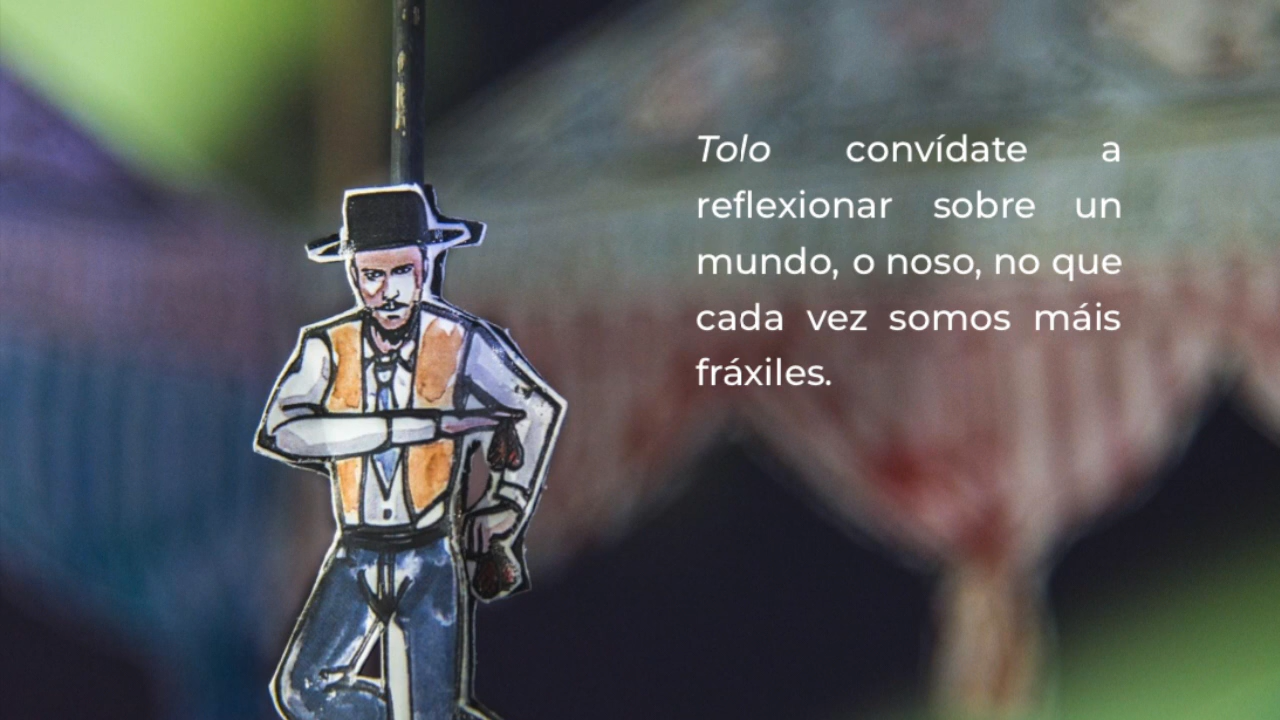 Tolo convídate a
reflexionar sobre un
mundo, o noso, no que
cada vez somos máis
fráxiles.